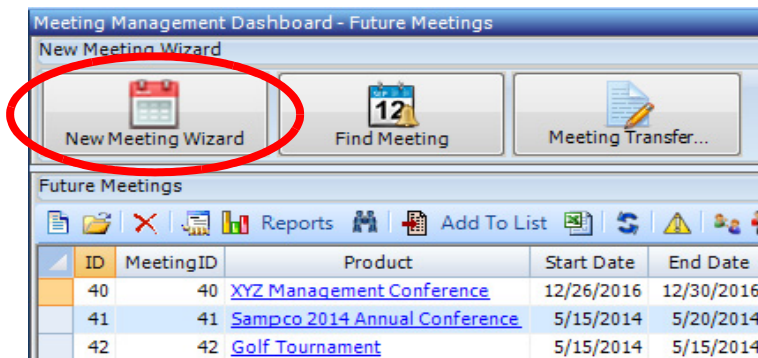 Meeting Management Dashboard - Future Meetings
New Meeting Wizard
New Meeting Wizard Find Meeting Meeting Transfer...
12
Future Meetings
Reports Add To List
ID MeetingID Product Start Date End Date
40 40 XYZ Management Conference 12/26/2016 12/30/2016
41 41 Sampco 2014 Annual Conference 5/15/2014 5/20/2014
42 42 Golf Tournament 5/15/2014 5/15/2014